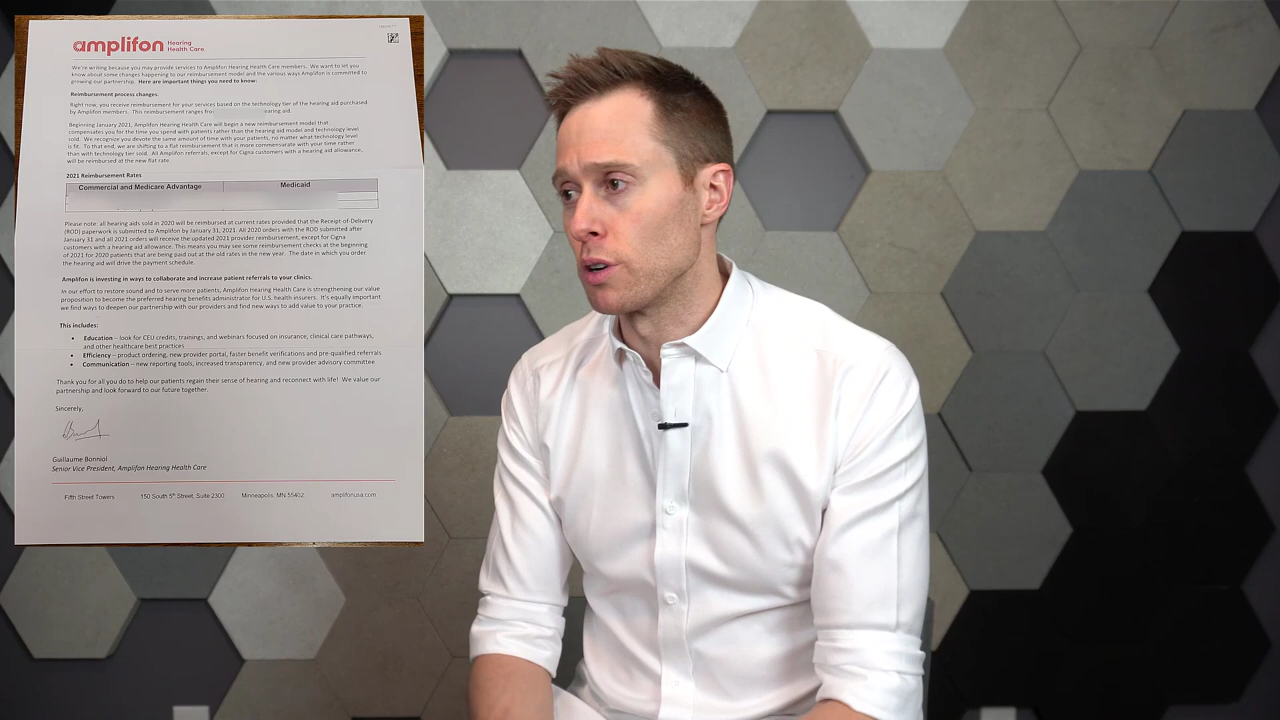 amplifon Hearing
Health Care
We're writing because you may provide services to Amplifon Hearing Health Care members. We want to let you
know about some changes happening to our reimbursement model and the various ways Amplifon is committed to
growing our partnership. Here are important things you need to know:
Reimbursement process changes.
Right now, you receive reimbursement for your services based on the technology tier of the hearing aid purchased
by Amplifon members. This reimbursement ranges fro earing aid.
Beginning January 2021, Amplifon Hearing Health Care will begin a new reimbursement model that
compensates you for the time you spend with patients rather than the hearing aid model and technology level
sold. We recognize you despite the same amount of time with your patients, no matter what technology level
is fit. To that end, we are shifting to a flat reimbursement that is more commensurate with your time rather
than with technology tier sold. All Amplifon referrals, except for Cigna customers with a hearing aid allowance,
will be reimbursed at the new flat rate.
2021 Reimbursement Rates
Commercial and Medicare Advantage Medicaid
Please note: all hearing aids sold in 2020 will be reimbursed at current rates provided that the Receipt-of-Delivery
(ROD) paperwork is submitted to Amplifon by January 31, 2021. All 2020 orders with the ROD submitted after
January 31 and all 2021 orders will receive the updated 2021 provider reimbursement, except for Cigna
customers with a hearing aid allowance. This means you may see some reimbursement checks at the beginning
of 2021 for 2020 patients that are being paid out at the old rates in the new year. The date in which you order
the hearing aid will drive the payment schedule.
Amplifon is investing in ways to collaborate and increase patient referrals to your clinics.
In our effort to restore sound and to serve more patients, Amplifon Hearing Health Care is strengthening our value
proposition to become the preferred hearing benefits administrator for U.S. health insurers. It's equally important
we find ways to deepen our partnership with our providers and find new ways to add value to your practice.
This includes:
• Education – look for CEU credits, trainings, and webinars focused on insurance, clinical care pathways,
and other healthcare best practices
• Efficiency – product ordering, new provider portal, faster benefit verifications and pre-qualified referrals
• Communication – new reporting tools, increased transparency, and new provider advisory committee
Thank you for all you do to help our patients regain their sense of hearing and reconnect with life! We value our
partnership and look forward to our future together.
Sincerely,
Guillaume Bonniol
Senior Vice President, Amplifon Hearing Health Care
Fifth Street Towers 150 South 5th Street, Suite 2300 Minneapolis, MN 55402 amplifonusa.com